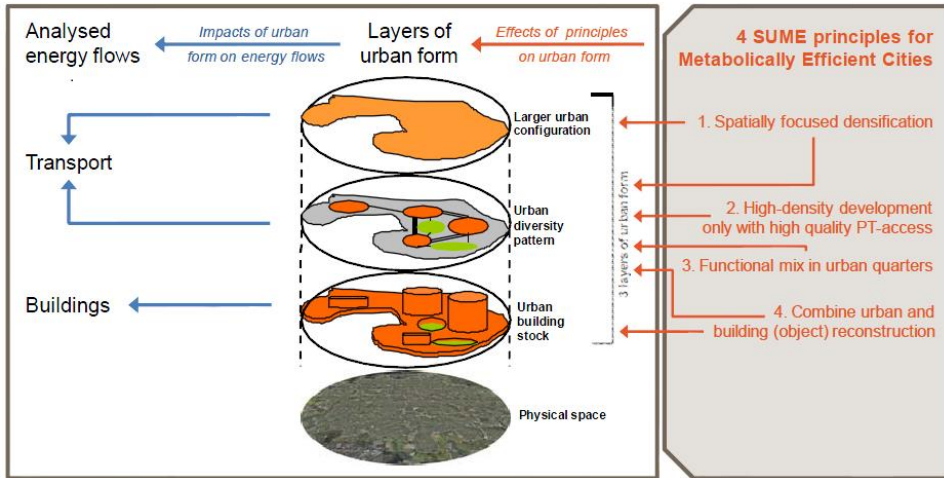 Analysed
energy flows
Impacts of urban
form on energy flows
Layers of
urban form
Effects of principles
on urban form
4 SUME principles for
Metabolically Efficient Cities
Larger urban
configuration
1. Spatially focused densification
Transport
Urban
diversity
pattern
3 layers of urban form
2. High-density development
only with high quality PT-access
3. Functional mix in urban quarters
Buildings
Urban
building
stock
4. Combine urban and
building (object) reconstruction
Physical space